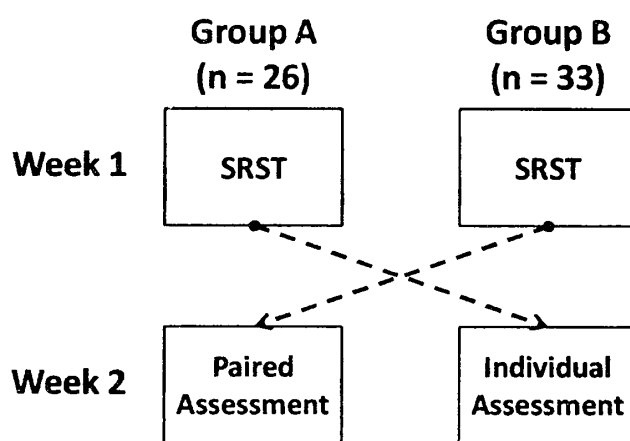 Group A
(n = 26)
Group B
(n = 33)
Week 1
SRST
SRST
Week 2
Paired
Assessment
Individual
Assessment